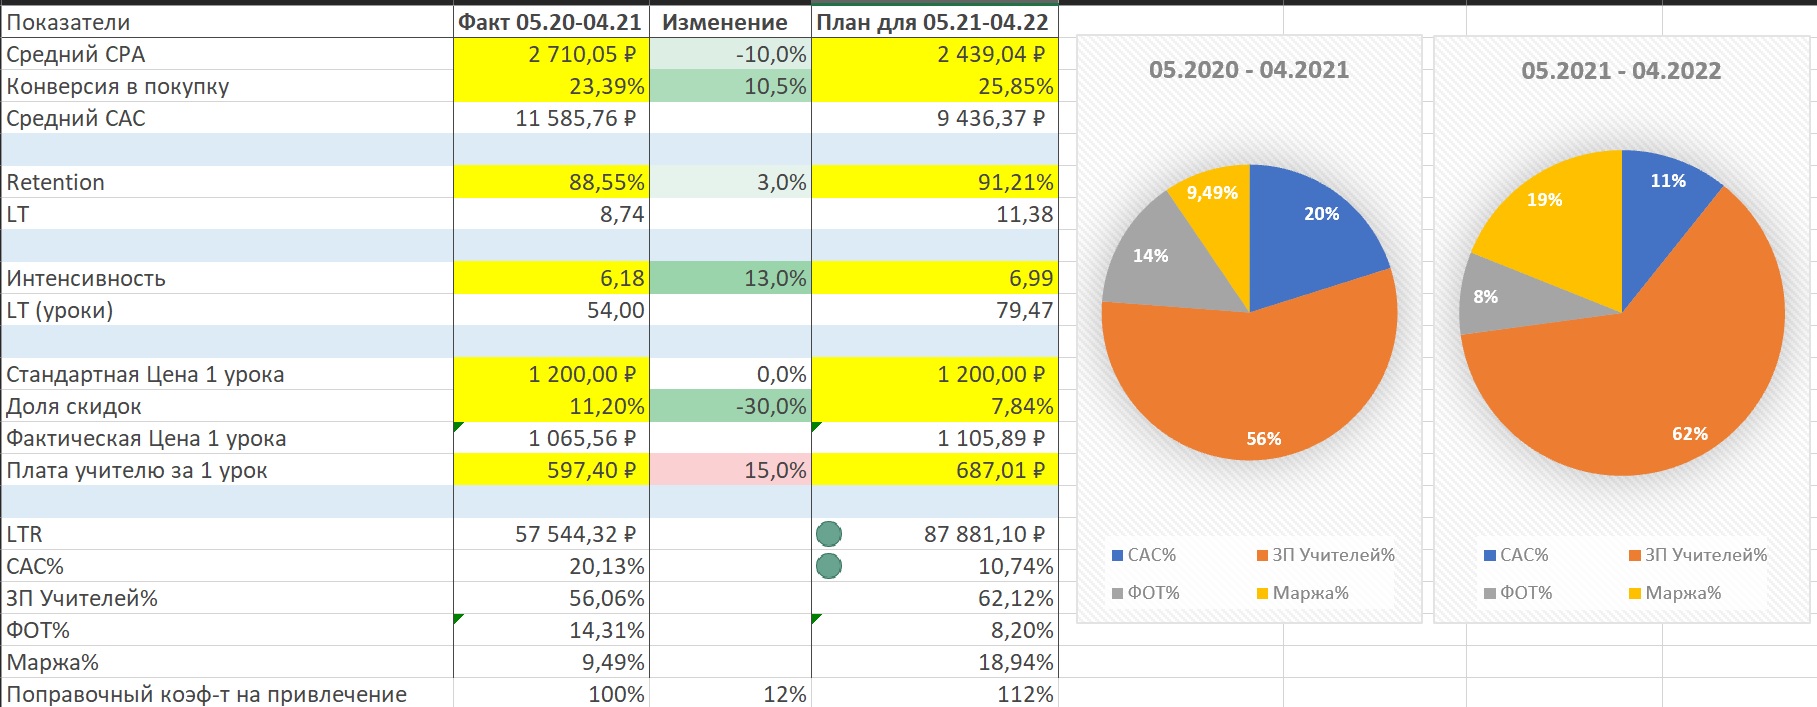 Показатели Факт 05.20-04.21 Изменение План для 05.21-04.22
Средний CPA 2 710,05 ₽ -10,0% 2 439,04 ₽
Конверсия в покупку 23,39% 10,5% 25,85%
Средний CAC 11 585,76 ₽ 9 436,37 ₽
Retention 88,55% 3,0% 91,21%
LT 8,74 11,38
Интенсивность 6,18 13,0% 6,99
LT (уроки) 54,00 79,47
Стандартная Цена 1 урока 1 200,00 ₽ 0,0% 1 200,00 ₽
Доля скидок 11,20% -30,0% 7,84%
Фактическая Цена 1 урока 1 065,56 ₽ 1 105,89 ₽
Плата учителю за 1 урок 597,40 ₽ 15,0% 687,01 ₽
LTR 57 544,32 ₽ 87 881,10 ₽
CAC% 20,13% 10,74%
ЗП Учителей% 56,06% 62,12%
ФОТ% 14,31% 8,20%
Маржа% 9,49% 18,94%
Поправочный коэф-т на привлечение 100% 12% 112%
05.2020 - 04.2021
9,49%
20%
14%
56%
CAC% ЗП Учителей%
ФОТ% Маржа%
05.2021 - 04.2022
11%
19%
8%
62%
CAC% ЗП Учителей%
ФОТ% Маржа%